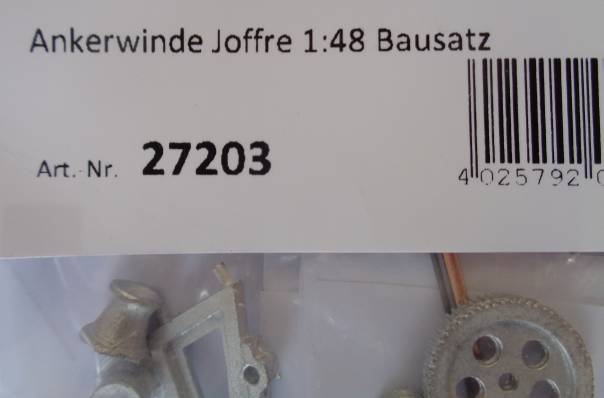 Ankerwinde Joffre 1:48 Bausatz
Art.-Nr. 27203
4 025792